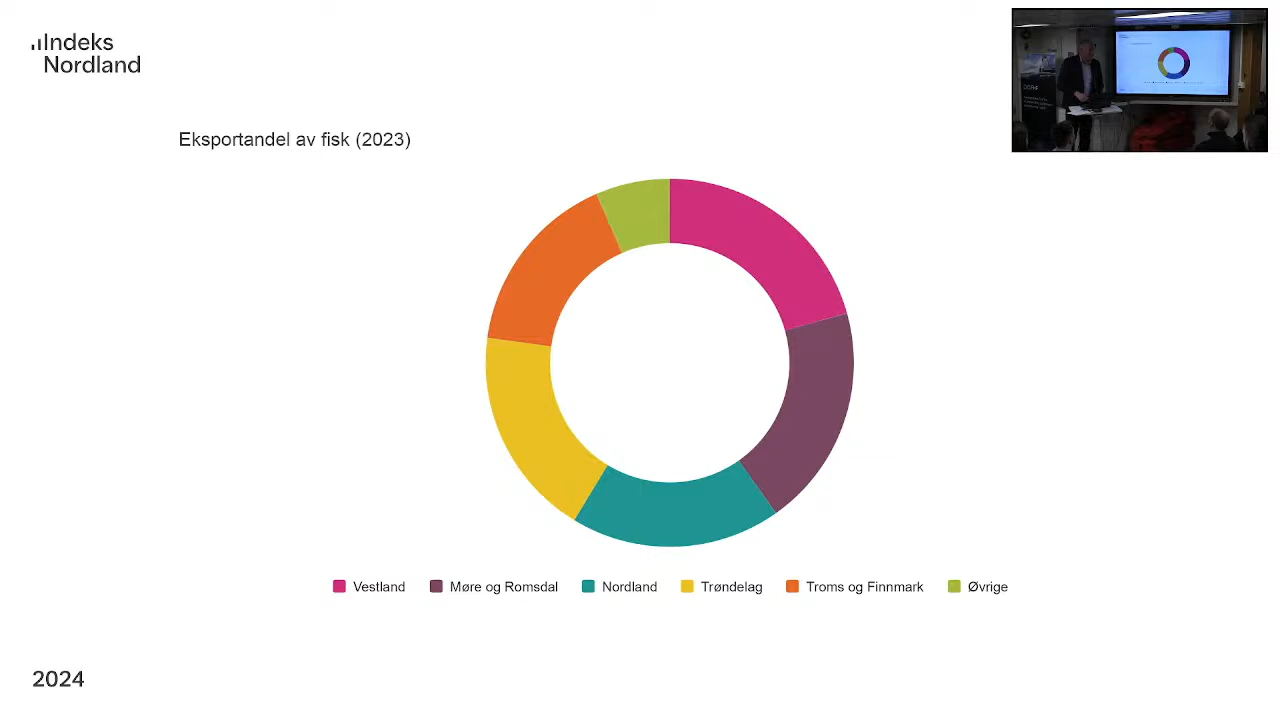 Indeks
Nordland
Eksportandel av fisk (2023)
Vestland
Møre og Romsdal
Nordland
Trøndelag
Troms og Finnmark
Øvrige
2024